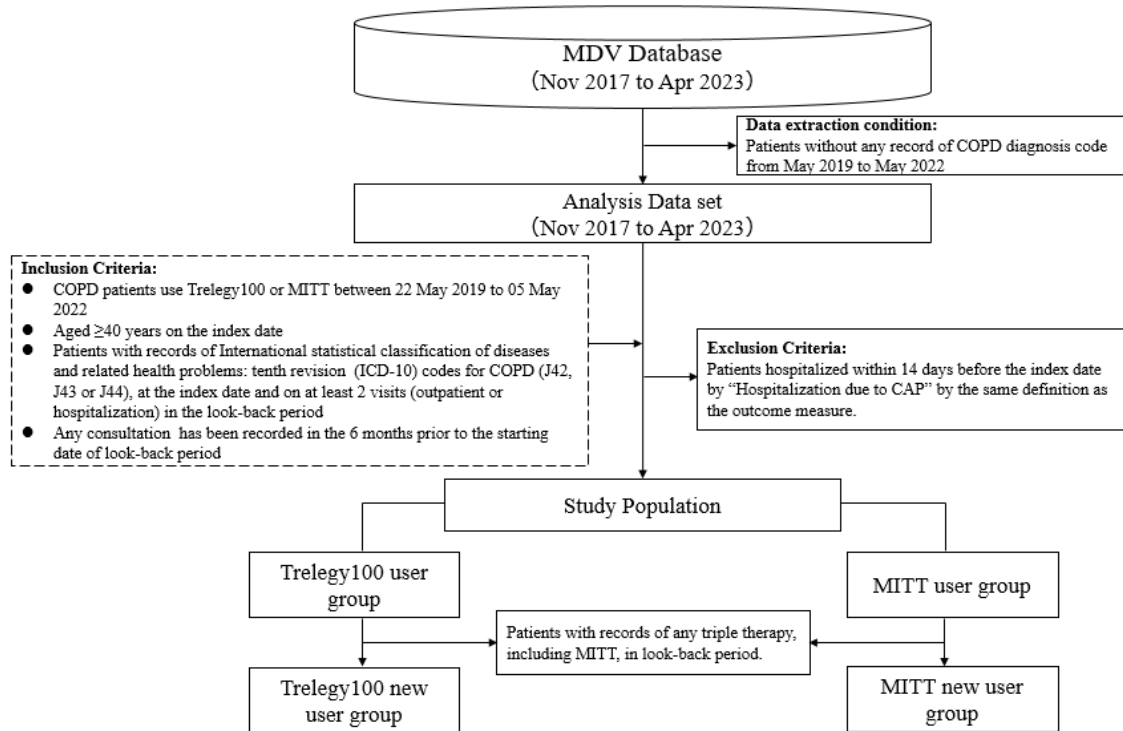 MDV Database
(Nov 2017 to Apr 2023)
Data extraction condition:
Patients without any record of COPD diagnosis code
from May 2019 to May 2022
Analysis Data set
(Nov 2017 to Apr 2023)
Inclusion Criteria:
● COPD patients use Trelegy100 or MITT between 22 May 2019 to 05 May
2022
● Aged ≥40 years on the index date
● Patients with records of International statistical classification of diseases
and related health problems: tenth revision (ICD-10) codes for COPD (J42,
J43 or J44), at the index date and on at least 2 visits (outpatient or
hospitalization) in the look-back period
● Any consultation has been recorded in the 6 months prior to the starting
date of look-back period
Exclusion Criteria:
Patients hospitalized within 14 days before the index date
by “Hospitalization due to CAP” by the same definition as
the outcome measure.
Study Population
Trelegy100 user
group
MITT user group
Patients with records of any triple therapy,
including MITT, in look-back period.
Trelegy100 new
user group
MITT new user
group